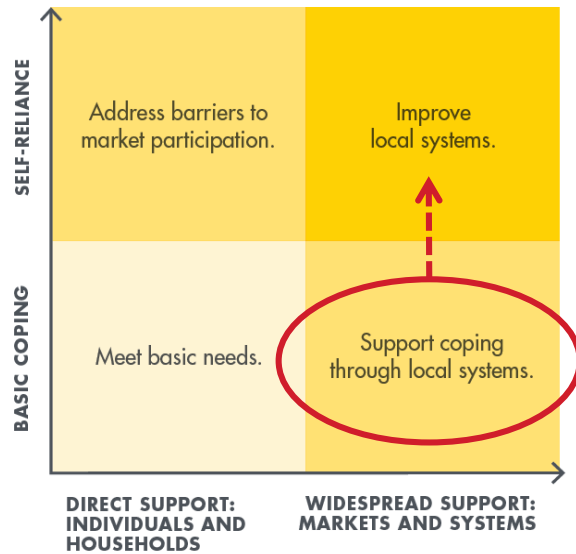 SELF-RELIANCE
Address barriers to
market participation.
Improve
local systems.
BASIC COPING
Meet basic needs.
Support coping
through local systems.
DIRECT SUPPORT:
INDIVIDUALS AND
HOUSEHOLDS
WIDESPREAD SUPPORT:
MARKETS AND SYSTEMS